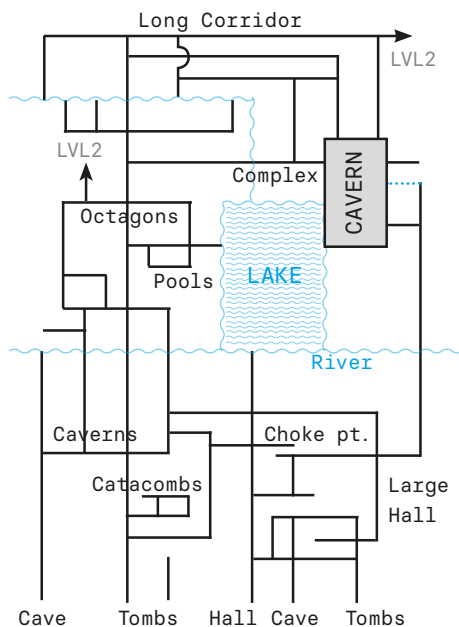 Long Corridor
LVL2
LVL2
Complex
CAVERN
Octagons
Pools
LAKE
River
Caverns
Choke pt.
Catacombs
Large
Hall
Cave
Tombs
Hall
Cave
Tombs